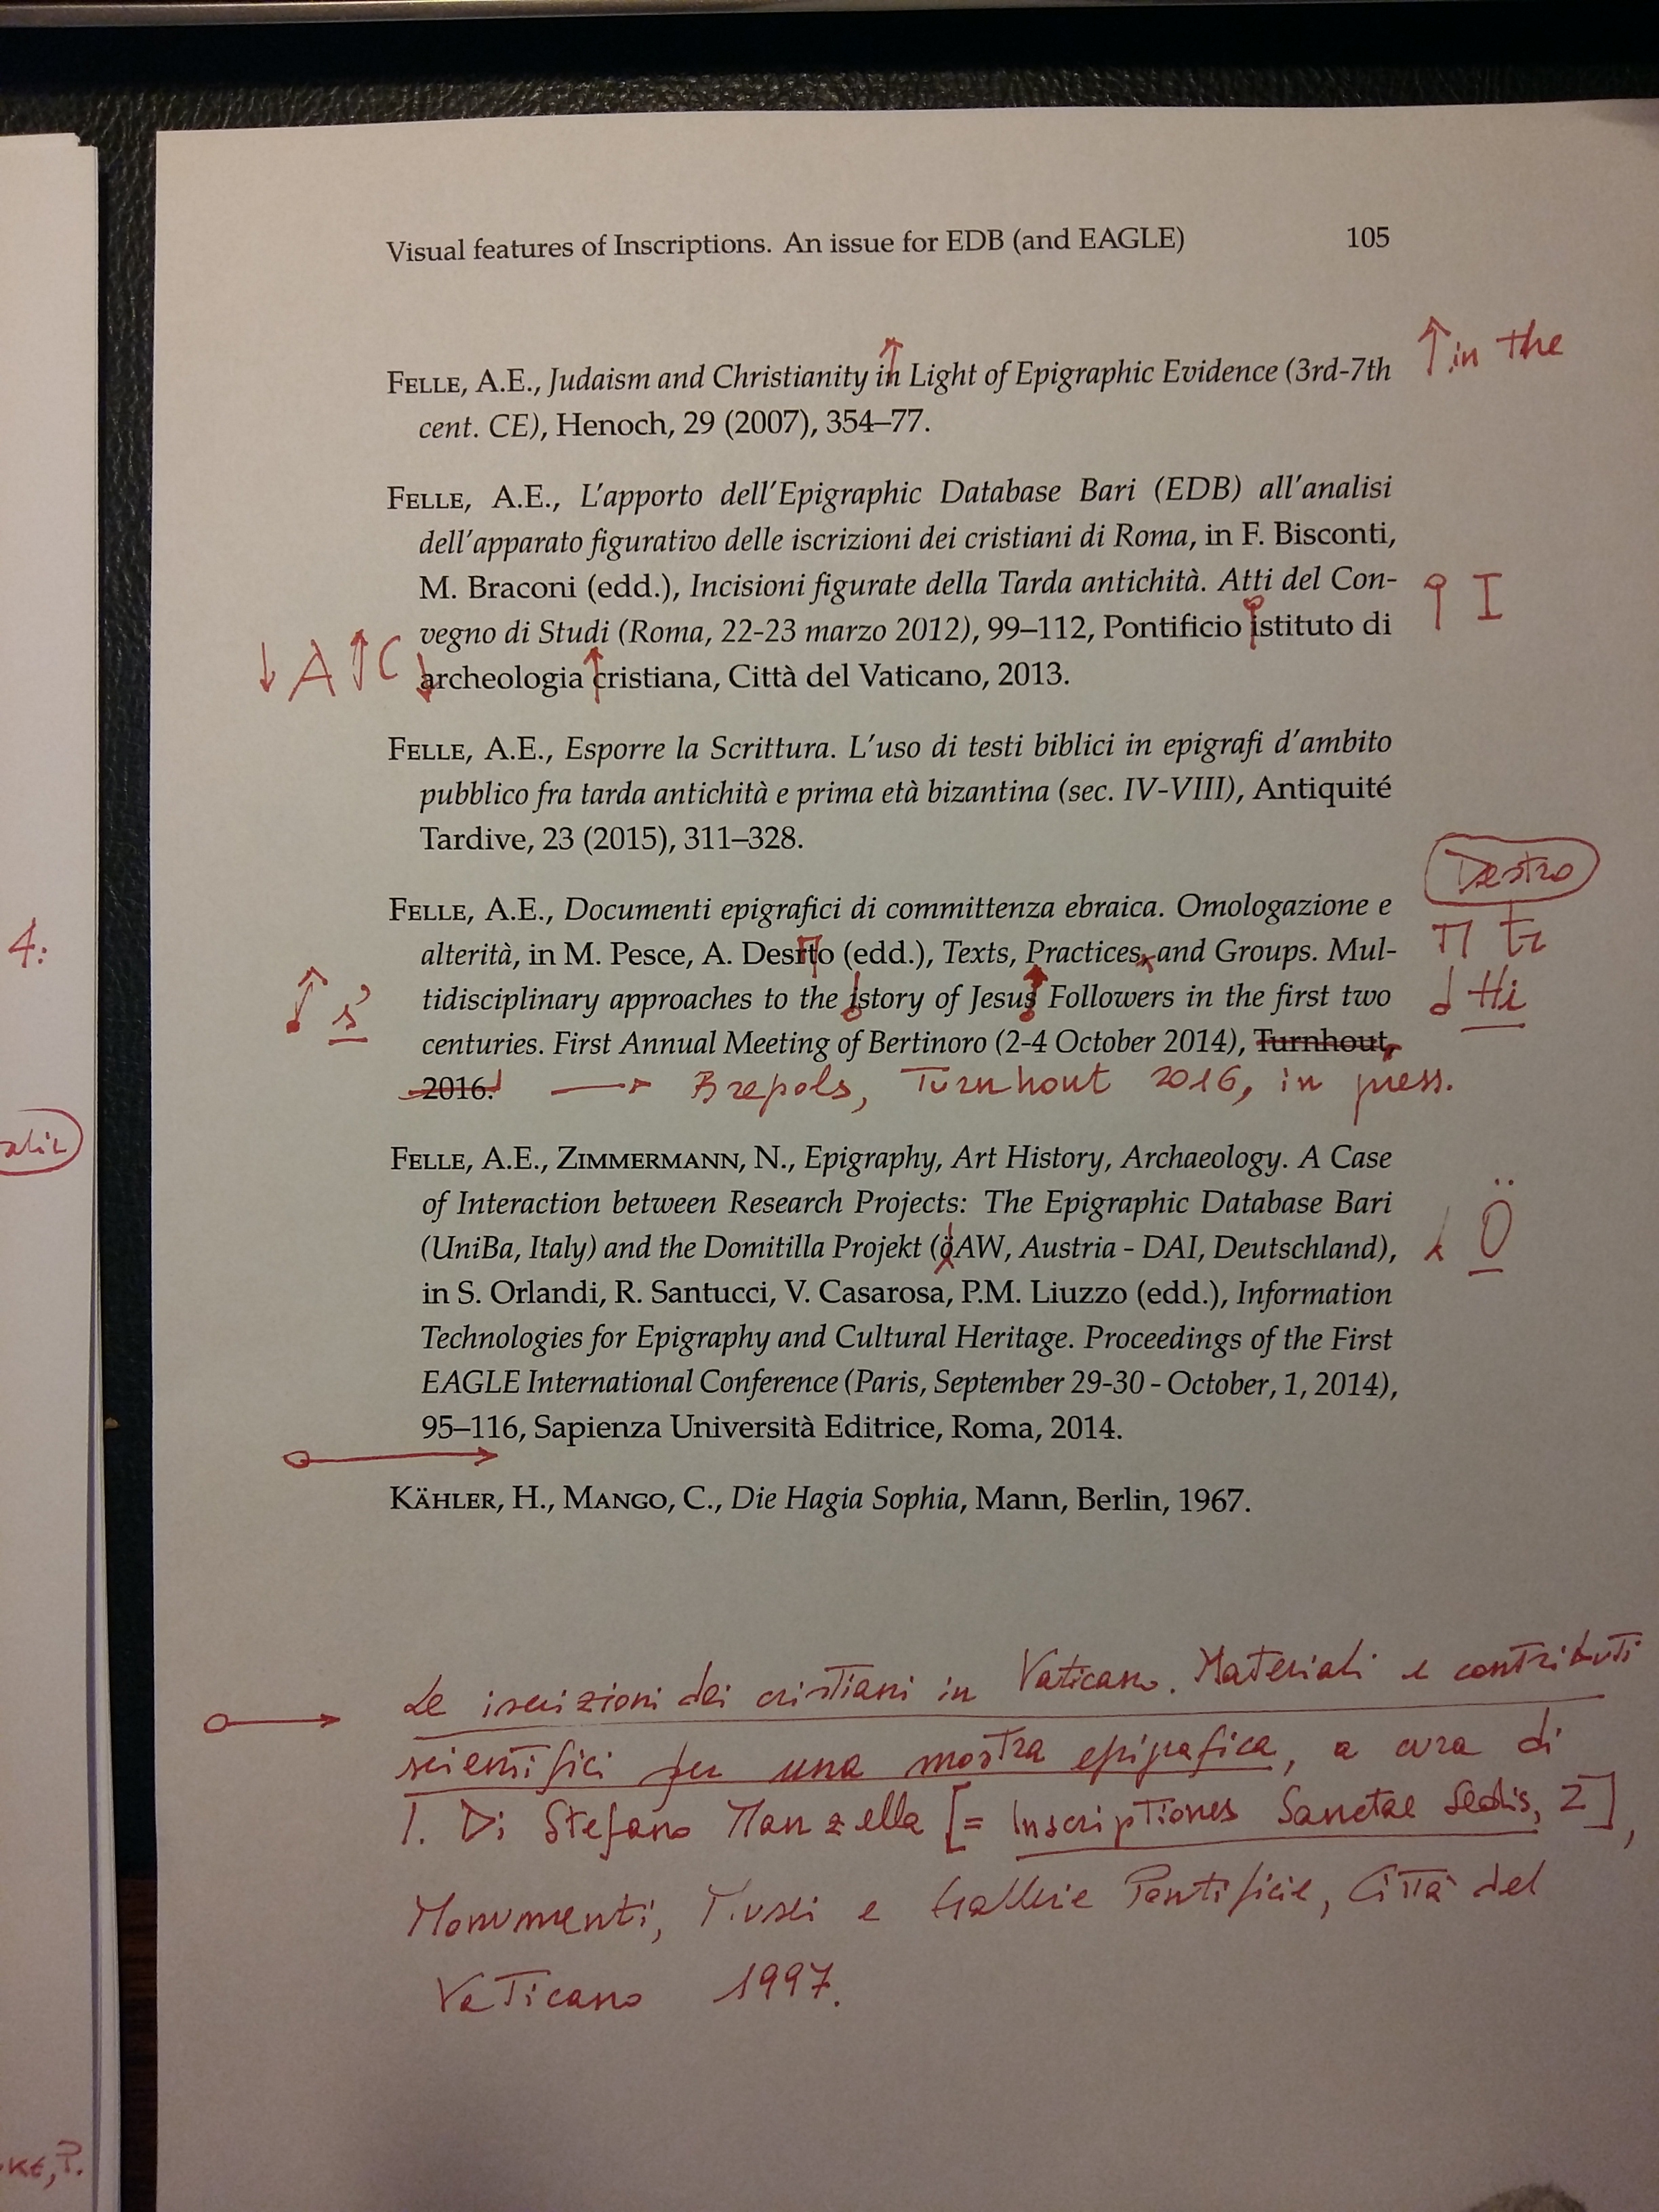 Visual features of Inscriptions. An issue for EDB (and EAGLE) 105
FELLE, A.E., Judaism and Christianity in Light of Epigraphic Evidence (3rd-7th in the
cent. CE), Henoch, 29 (2007), 354–77.
FELLE, A.E., L'apporto dell'Epigraphic Database Bari (EDB) all'analisi
dell'apparato figurativo delle iscrizioni dei cristiani di Roma, in F. Bisconti,
M. Braconi (edd.), Incisioni figurate della Tarda antichità. Atti del Con- I
vegno di Studi (Roma, 22-23 marzo 2012), 99–112, Pontificio istituto di
A C archeologia cristiana, Città del Vaticano, 2013.
FELLE, A.E., Esporre la Scrittura. L'uso di testi biblici in epigrafi d'ambito
pubblico fra tarda antichità e prima età bizantina (sec. IV-VIII), Antiquité
Tardive, 23 (2015), 311–328.
Destro
FELLE, A.E., Documenti epigrafici di committenza ebraica. Omologazione e
4: alterità, in M. Pesce, A. Desrto (edd.), Texts, Practices, and Groups. Mul- tr
s' tidisciplinary approaches to the istory of Jesus Followers in the first two Hi
centuries. First Annual Meeting of Bertinoro (2-4 October 2014), Turnhout,
2016. Brepols, Turnhout 2016, in press.
FELLE, A.E., ZIMMERMANN, N., Epigraphy, Art History, Archaeology. A Case
of Interaction between Research Projects: The Epigraphic Database Bari
(UniBa, Italy) and the Domitilla Projekt (öAW, Austria - DAI, Deutschland), Ö
in S. Orlandi, R. Santucci, V. Casarosa, P.M. Liuzzo (edd.), Information
Technologies for Epigraphy and Cultural Heritage. Proceedings of the First
EAGLE International Conference (Paris, September 29-30 - October, 1, 2014),
95–116, Sapienza Università Editrice, Roma, 2014.
KÄHLER, H., MANGO, C., Die Hagia Sophia, Mann, Berlin, 1967.
Le iscrizioni dei cristiani in Vaticano. Materiali e contributi
scientifici per una mostra epigrafica, a cura di
I. Di Stefano Manzella [= Inscriptiones Sanctae Sedis, 2],
Monumenti, Musei e Gallerie Pontificie, Città del
Vaticano 1997.